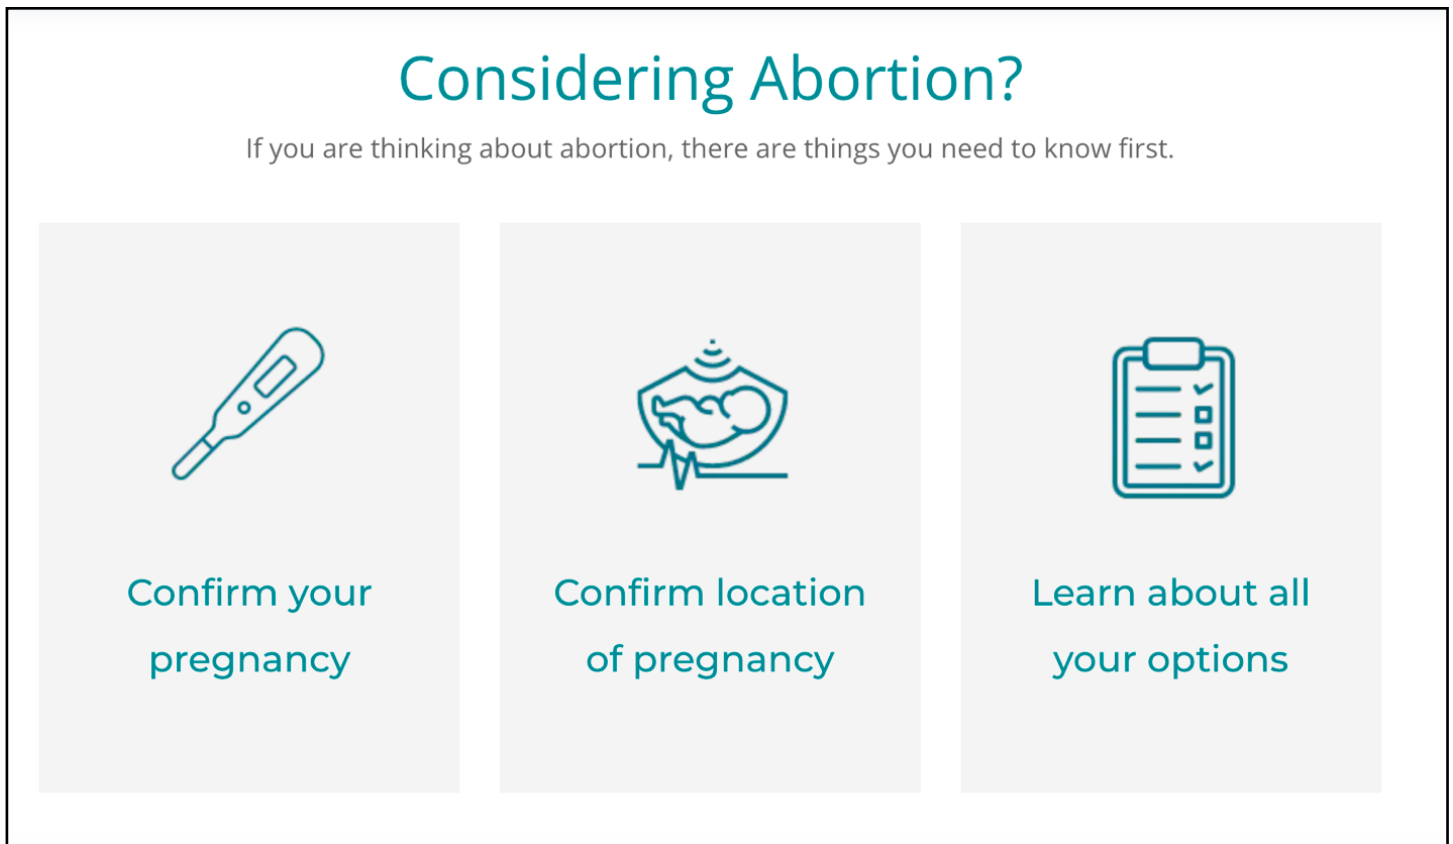 Considering Abortion?
If you are thinking about abortion, there are things you need to know first.
Confirm your
pregnancy
Confirm location
of pregnancy
Learn about all
your options